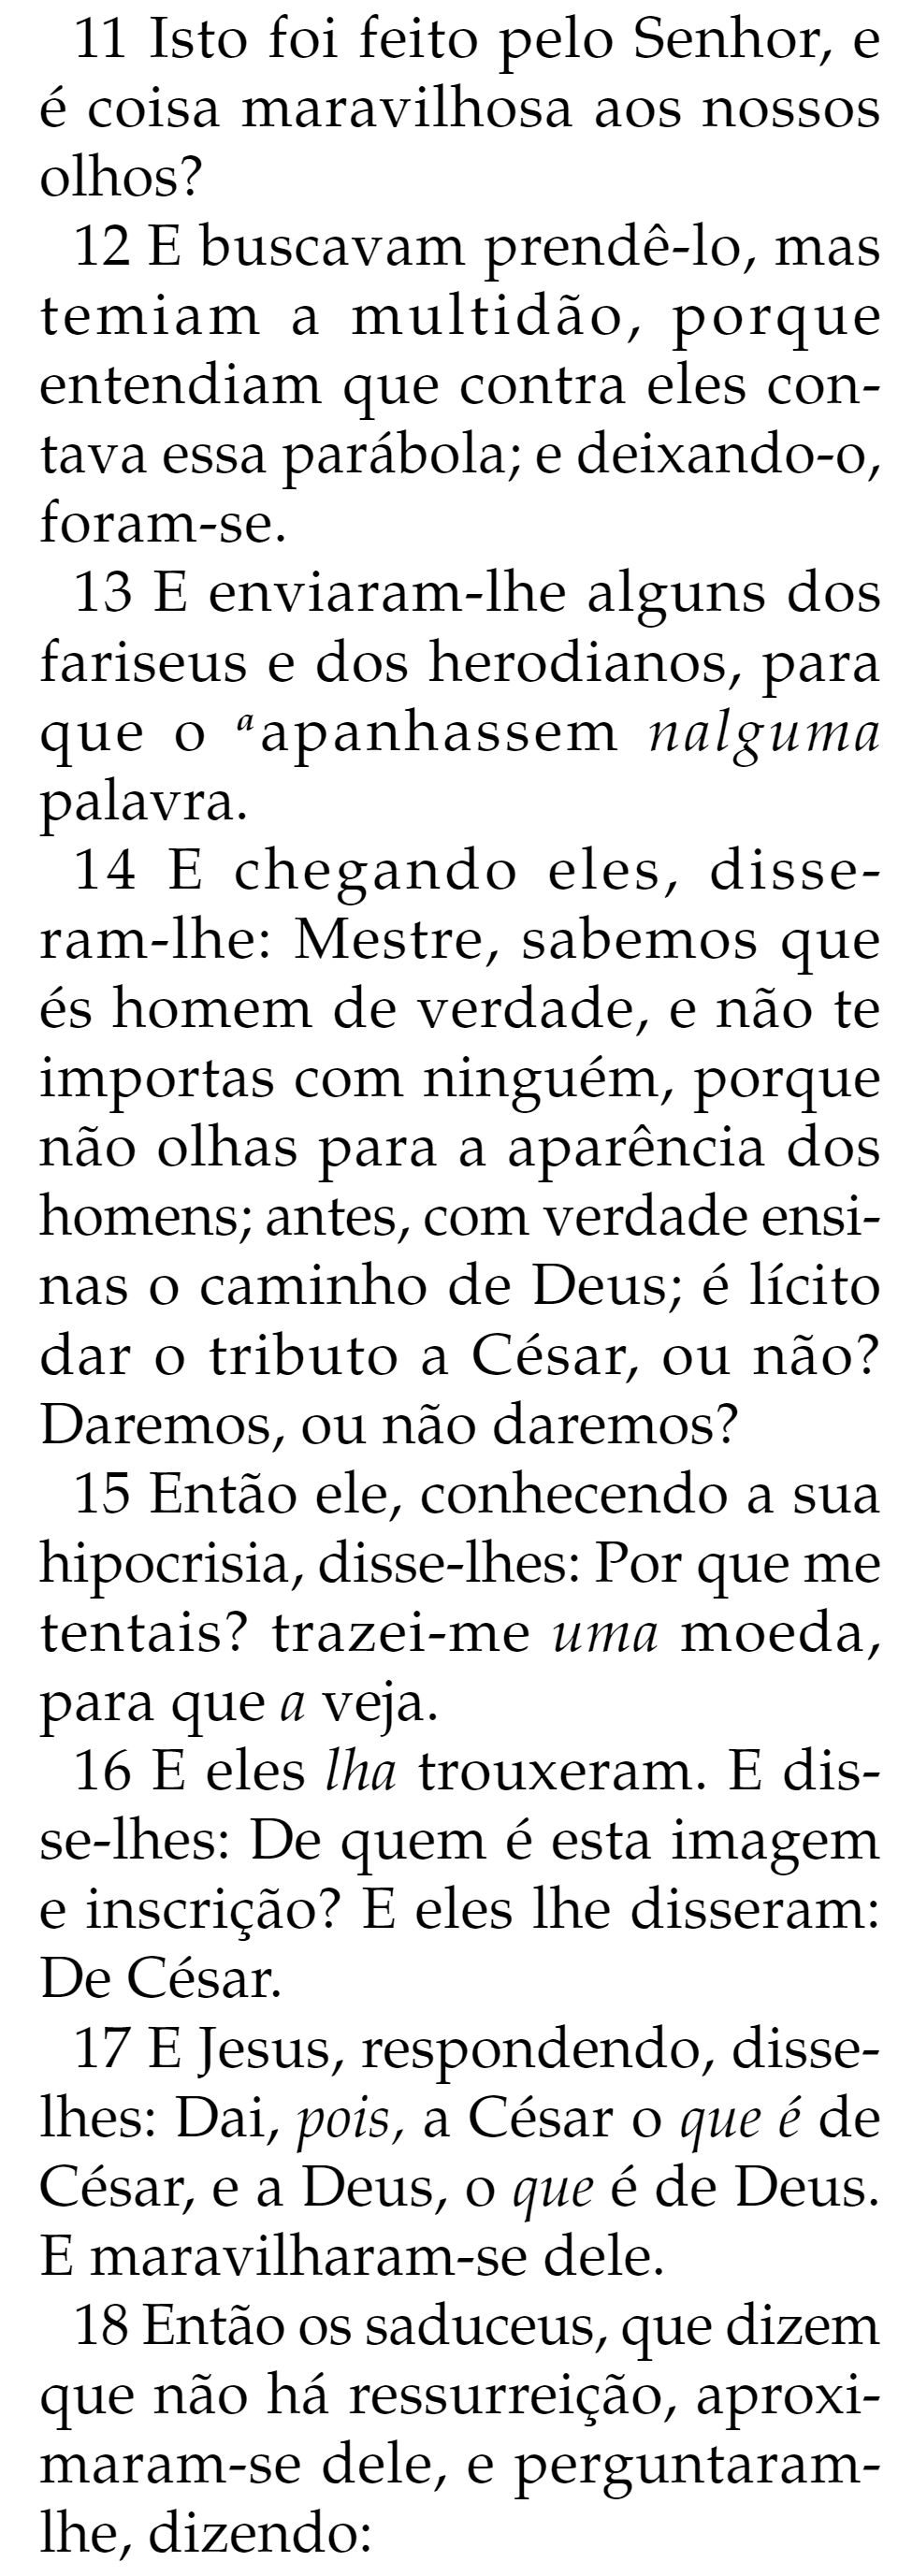 11 Isto foi feito pelo Senhor, e
é coisa maravilhosa aos nossos
olhos?
12 E buscavam prendê-lo, mas
temiam a multidão, porque
entendiam que contra eles con-
tava essa parábola; e deixando-o,
foram-se.
13 E enviaram-lhe alguns dos
fariseus e dos herodianos, para
que o ᵃapanhassem nalguma
palavra.
14 E chegando eles, disse-
ram-lhe: Mestre, sabemos que
és homem de verdade, e não te
importas com ninguém, porque
não olhas para a aparência dos
homens; antes, com verdade ensi-
nas o caminho de Deus; é lícito
dar o tributo a César, ou não?
Daremos, ou não daremos?
15 Então ele, conhecendo a sua
hipocrisia, disse-lhes: Por que me
tentais? trazei-me uma moeda,
para que a veja.
16 E eles lha trouxeram. E dis-
se-lhes: De quem é esta imagem
e inscrição? E eles lhe disseram:
De César.
17 E Jesus, respondendo, disse-
lhes: Dai, pois, a César o que é de
César, e a Deus, o que é de Deus.
E maravilharam-se dele.
18 Então os saduceus, que dizem
que não há ressurreição, aproxi-
maram-se dele, e perguntaram-
lhe, dizendo: